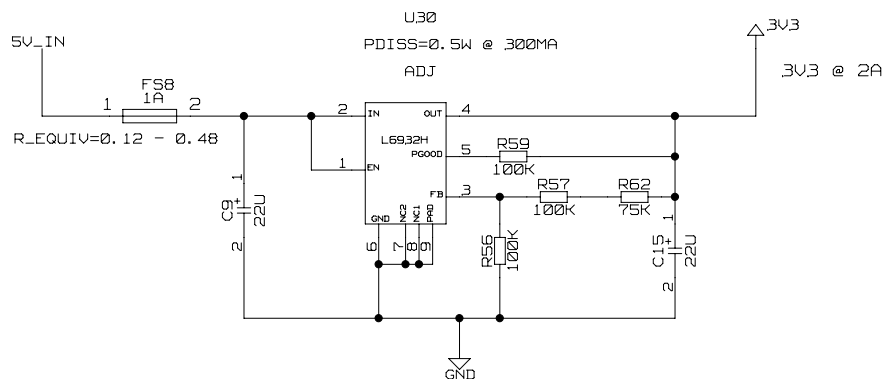 U30
PDISS=0.5W @ 300MA
ADJ
5V_IN
3V3
3V3 @ 2A
FS8
1A
1
2
R_EQUIV=0.12 - 0.48
2
IN
OUT
4
L6932H
1
EN
PGOOD
5
R59
100K
FB
3
R57
100K
R62
75K
GND
NC2
NC1
PAD
6
7
8
9
1
C9
+
22U
2
R56
100K
1
C15
+
22U
2
GND